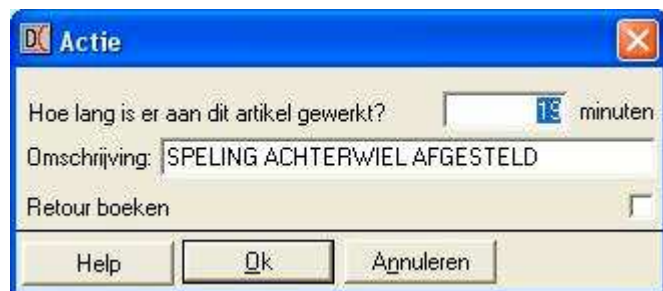 DC Actie
Hoe lang is er aan dit artikel gewerkt? minuten
Omschrijving: SPELING ACHTERWIEL AFGESTELD
Retour boeken
Help Ok Annuleren